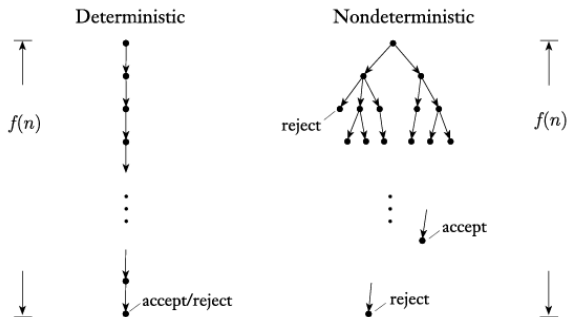 Deterministic
Nondeterministic
f(n)
reject
f(n)
accept
accept/reject
reject